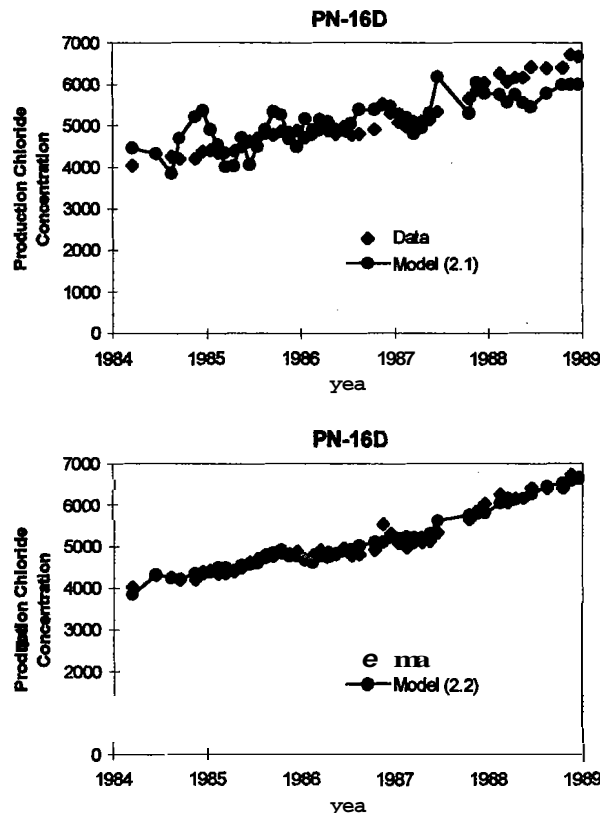 PN-16D
7000
6000
5000
4000
3000
2000
1000
0
Production Chloride
Concentration
Data
Model (2.1)
1984 1985 1986 1987 1988 1989
yea
PN-16D
7000
6000
5000
4000
3000
2000
1000
0
Chloride
Concentration
e ma
Model (2.2)
1984 1985 1986 1987 1988 1989
yea